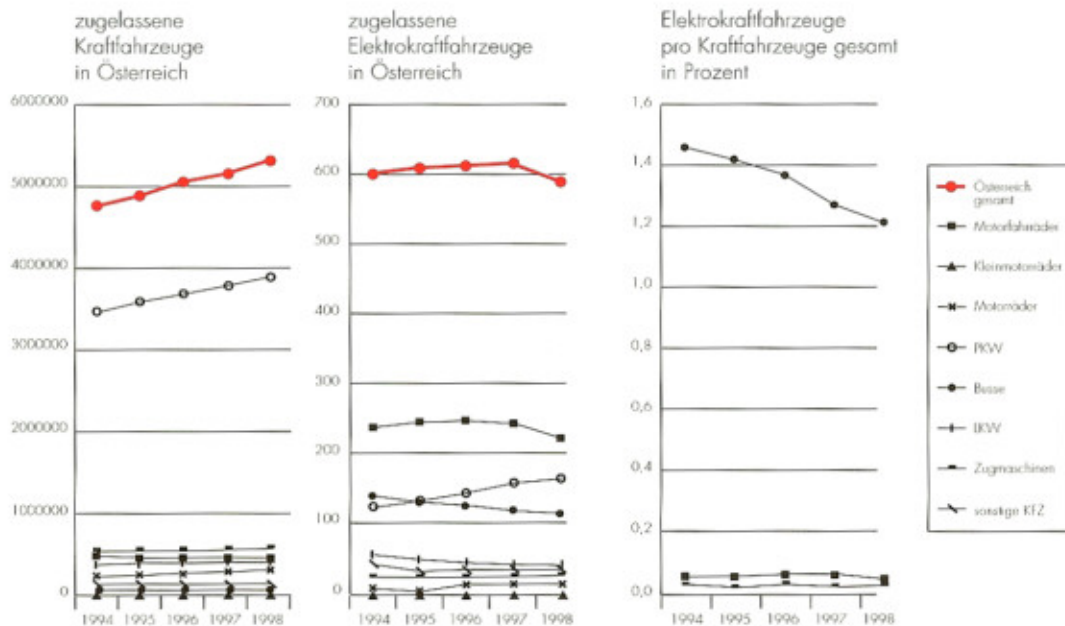 zugelassene
Kraftfahrzeuge
in Österreich
6000000
5000000
4000000
3000000
2000000
1000000
0
1994 1995 1996 1997 1998
zugelassene
Elektrokraftfahrzeuge
in Österreich
700
600
500
400
300
200
100
0
1994 1995 1996 1997 1998
Elektrokraftfahrzeuge
pro Kraftfahrzeuge gesamt
in Prozent
1,6
1,4
1,2
1,0
0,8
0,6
0,4
0,2
0,0
1994 1995 1996 1997 1998
Österreich
gesamt
Motorfahrräder
Kleinmotorräder
Motorräder
PKW
Busse
LKW
Zugmaschinen
sonstige KFZ